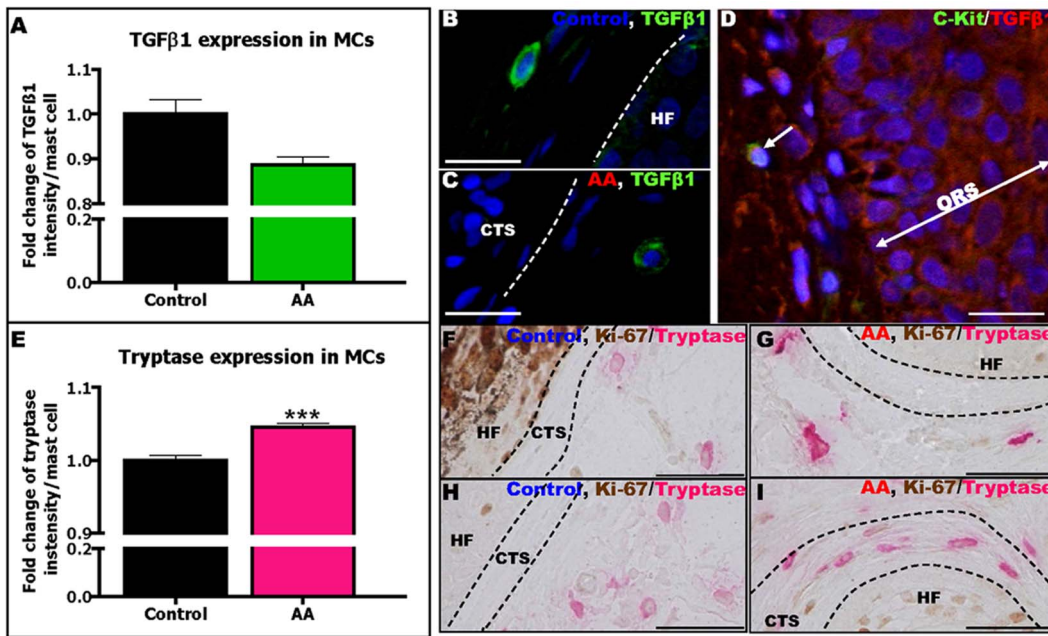 A
TGFβ1 expression in MCs
Fold change of TGFß1
intensity/mast cell
1.1
1.0
0.9
0.8
0.2
0.0
Control
AA
B
Control, TGFβ1
HF
C
AA, TGFβ1
CTS
D
C-Kit/TGFβ1
ORS
E
Tryptase expression in MCs
Fold change of tryptase
instensity/mast cell
1.1
1.0
0.9
0.2
0.0
***
Control
AA
F
Control, Ki-67/Tryptase
HF
CTS
G
AA, Ki-67/Tryptase
HF
H
Control, Ki-67/Tryptase
HF
CTS
I
AA, Ki-67/Tryptase
CTS
HF